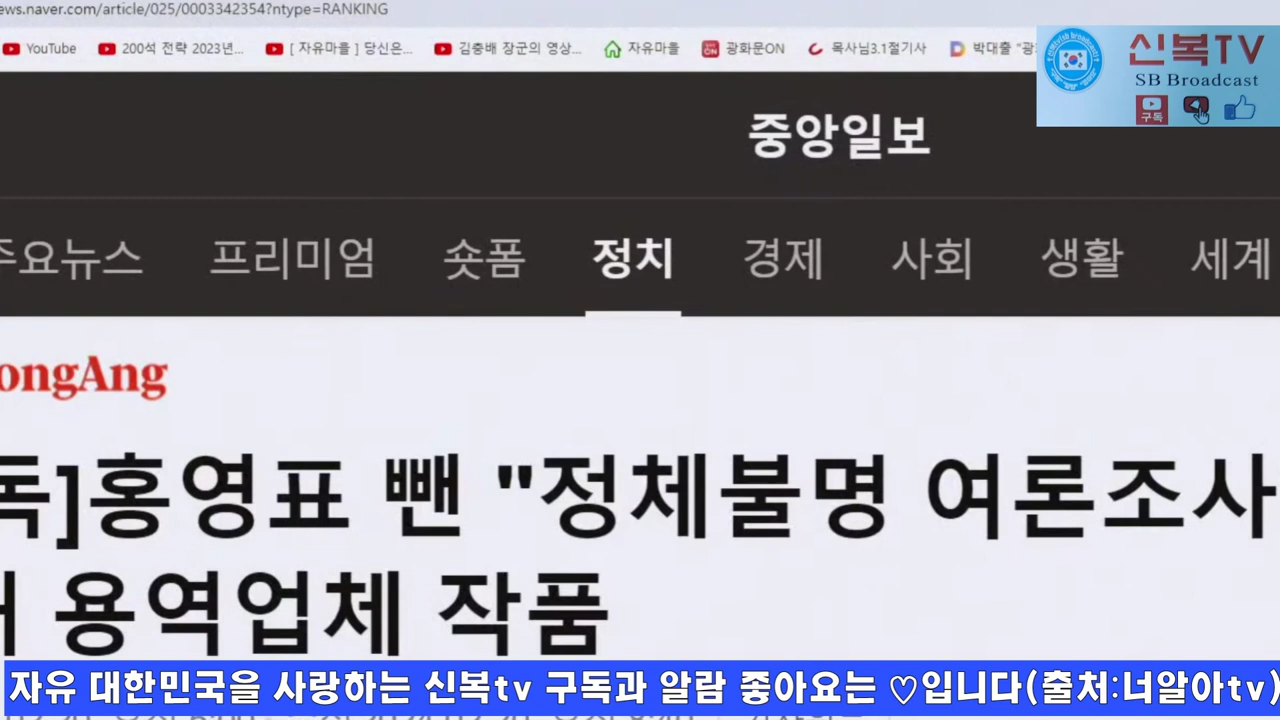 ews.naver.com/article/025/0003342354?ntype=RANKING
YouTube 200석 전략 2023년... [ 자유마을 ] 당신은... 김충배 장군의 영상... 자유마을 광화문ON 목사님3.1절기사 박대출 "광
신복TV
SB Broadcast
구독
중앙일보
주요뉴스 프리미엄 숏폼 정치 경제 사회 생활 세계
ongAng
독]홍영표 뺀 "정체불명 여론조사
용역업체 작품
자유 대한민국을 사랑하는 신복tv 구독과 알람 좋아요는 ♡입니다(출처:너알아tv)